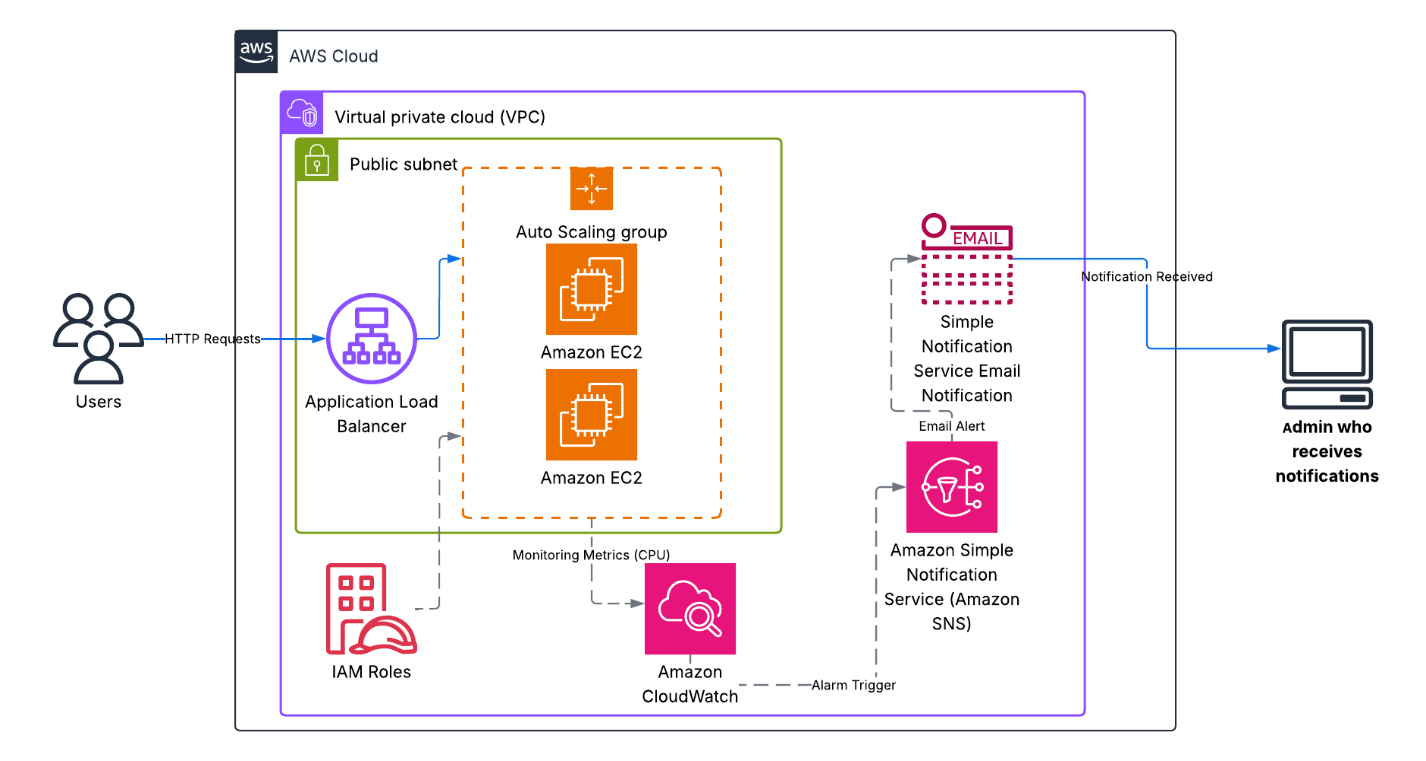 aws
AWS Cloud
Virtual private cloud (VPC)
Public subnet
Auto Scaling group
Amazon EC2
Amazon EC2
Users
HTTP Requests
Application Load
Balancer
IAM Roles
Monitoring Metrics (CPU)
Amazon
CloudWatch
Alarm Trigger
EMAIL
Simple
Notification
Service Email
Notification
Email Alert
Amazon Simple
Notification
Service (Amazon
SNS)
Notification Received
Admin who
receives
notifications